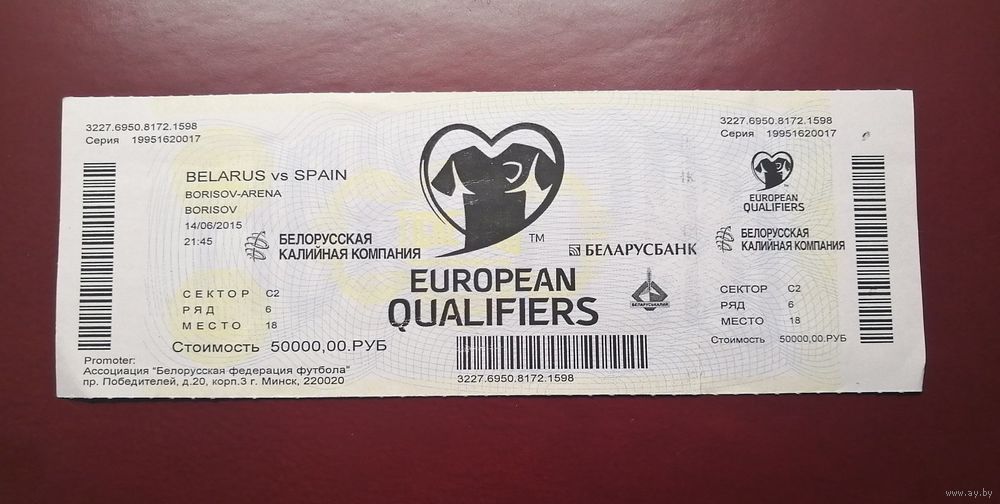 3227.6950.8172.1598
Серия 19951620017
BELARUS vs SPAIN
BORISOV-ARENA
BORISOV
14/06/2015
21:45
БЕЛОРУССКАЯ
КАЛИЙНАЯ КОМПАНИЯ
СЕКТОР C2
РЯД 6
МЕСТО 18
Стоимость 50000,00.РУБ
Promoter:
Ассоциация "Белорусская федерация футбола"
пр. Победителей, д.20, корп.3 г. Минск, 220020
TM
EUROPEAN
QUALIFIERS
БЕЛАРУСБАНК
БЕЛАРУСЬКАЛИЙ
3227.6950.8172.1598
3227.6950.8172.1598
Серия 19951620017
EUROPEAN
QUALIFIERS
БЕЛОРУССКАЯ
КАЛИЙНАЯ КОМПАНИЯ
СЕКТОР C2
РЯД 6
МЕСТО 18
Стоимость 50000,00.РУБ
www.ay.by